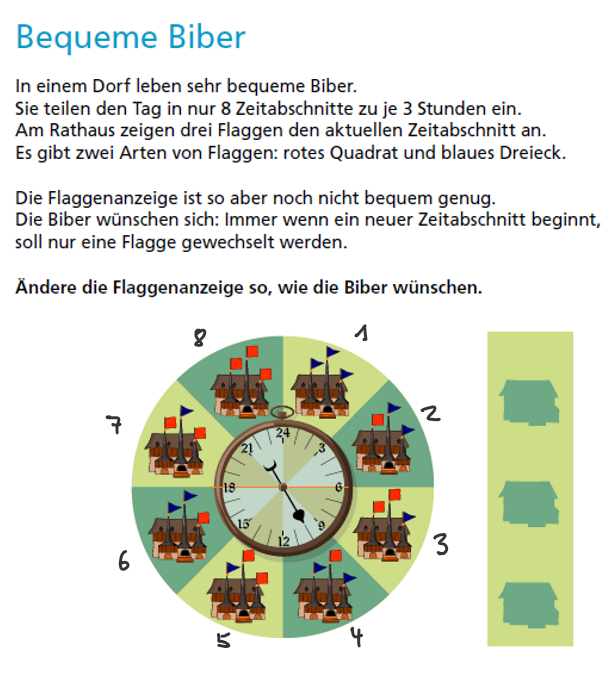 Bequeme Biber
In einem Dorf leben sehr bequeme Biber.
Sie teilen den Tag in nur 8 Zeitabschnitte zu je 3 Stunden ein.
Am Rathaus zeigen drei Flaggen den aktuellen Zeitabschnitt an.
Es gibt zwei Arten von Flaggen: rotes Quadrat und blaues Dreieck.
Die Flaggenanzeige ist so aber noch nicht bequem genug.
Die Biber wünschen sich: Immer wenn ein neuer Zeitabschnitt beginnt,
soll nur eine Flagge gewechselt werden.
Ändere die Flaggenanzeige so, wie die Biber wünschen.
8 1
7 2
24
21 3
18 6
15 9
12
6 3
5 4